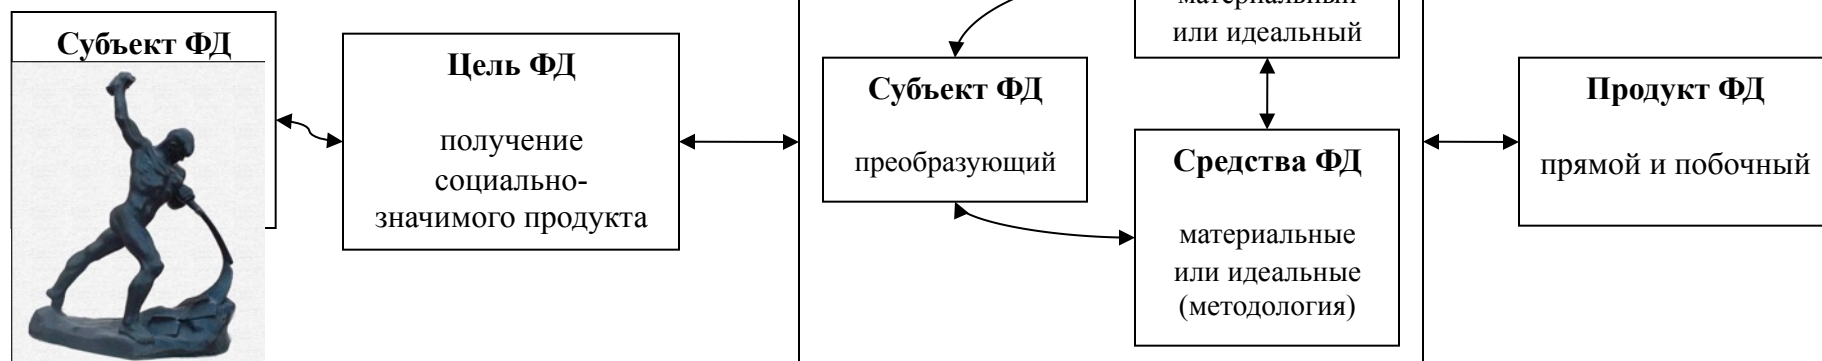 Субъект ФД
Цель ФД
получение
социально-
значимого продукта
Субъект ФД
преобразующий
материальный
или идеальный
Средства ФД
материальные
или идеальные
(методология)
Продукт ФД
прямой и побочный